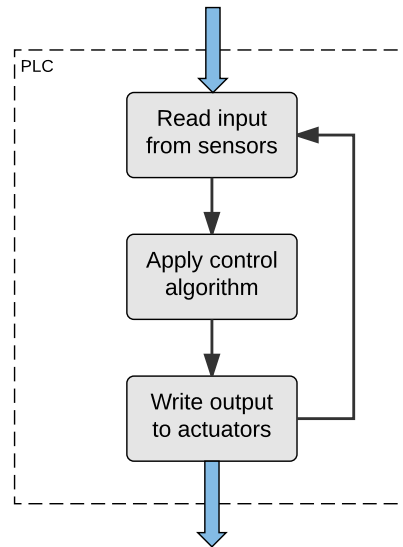 PLC
Read input
from sensors
Apply control
algorithm
Write output
to actuators